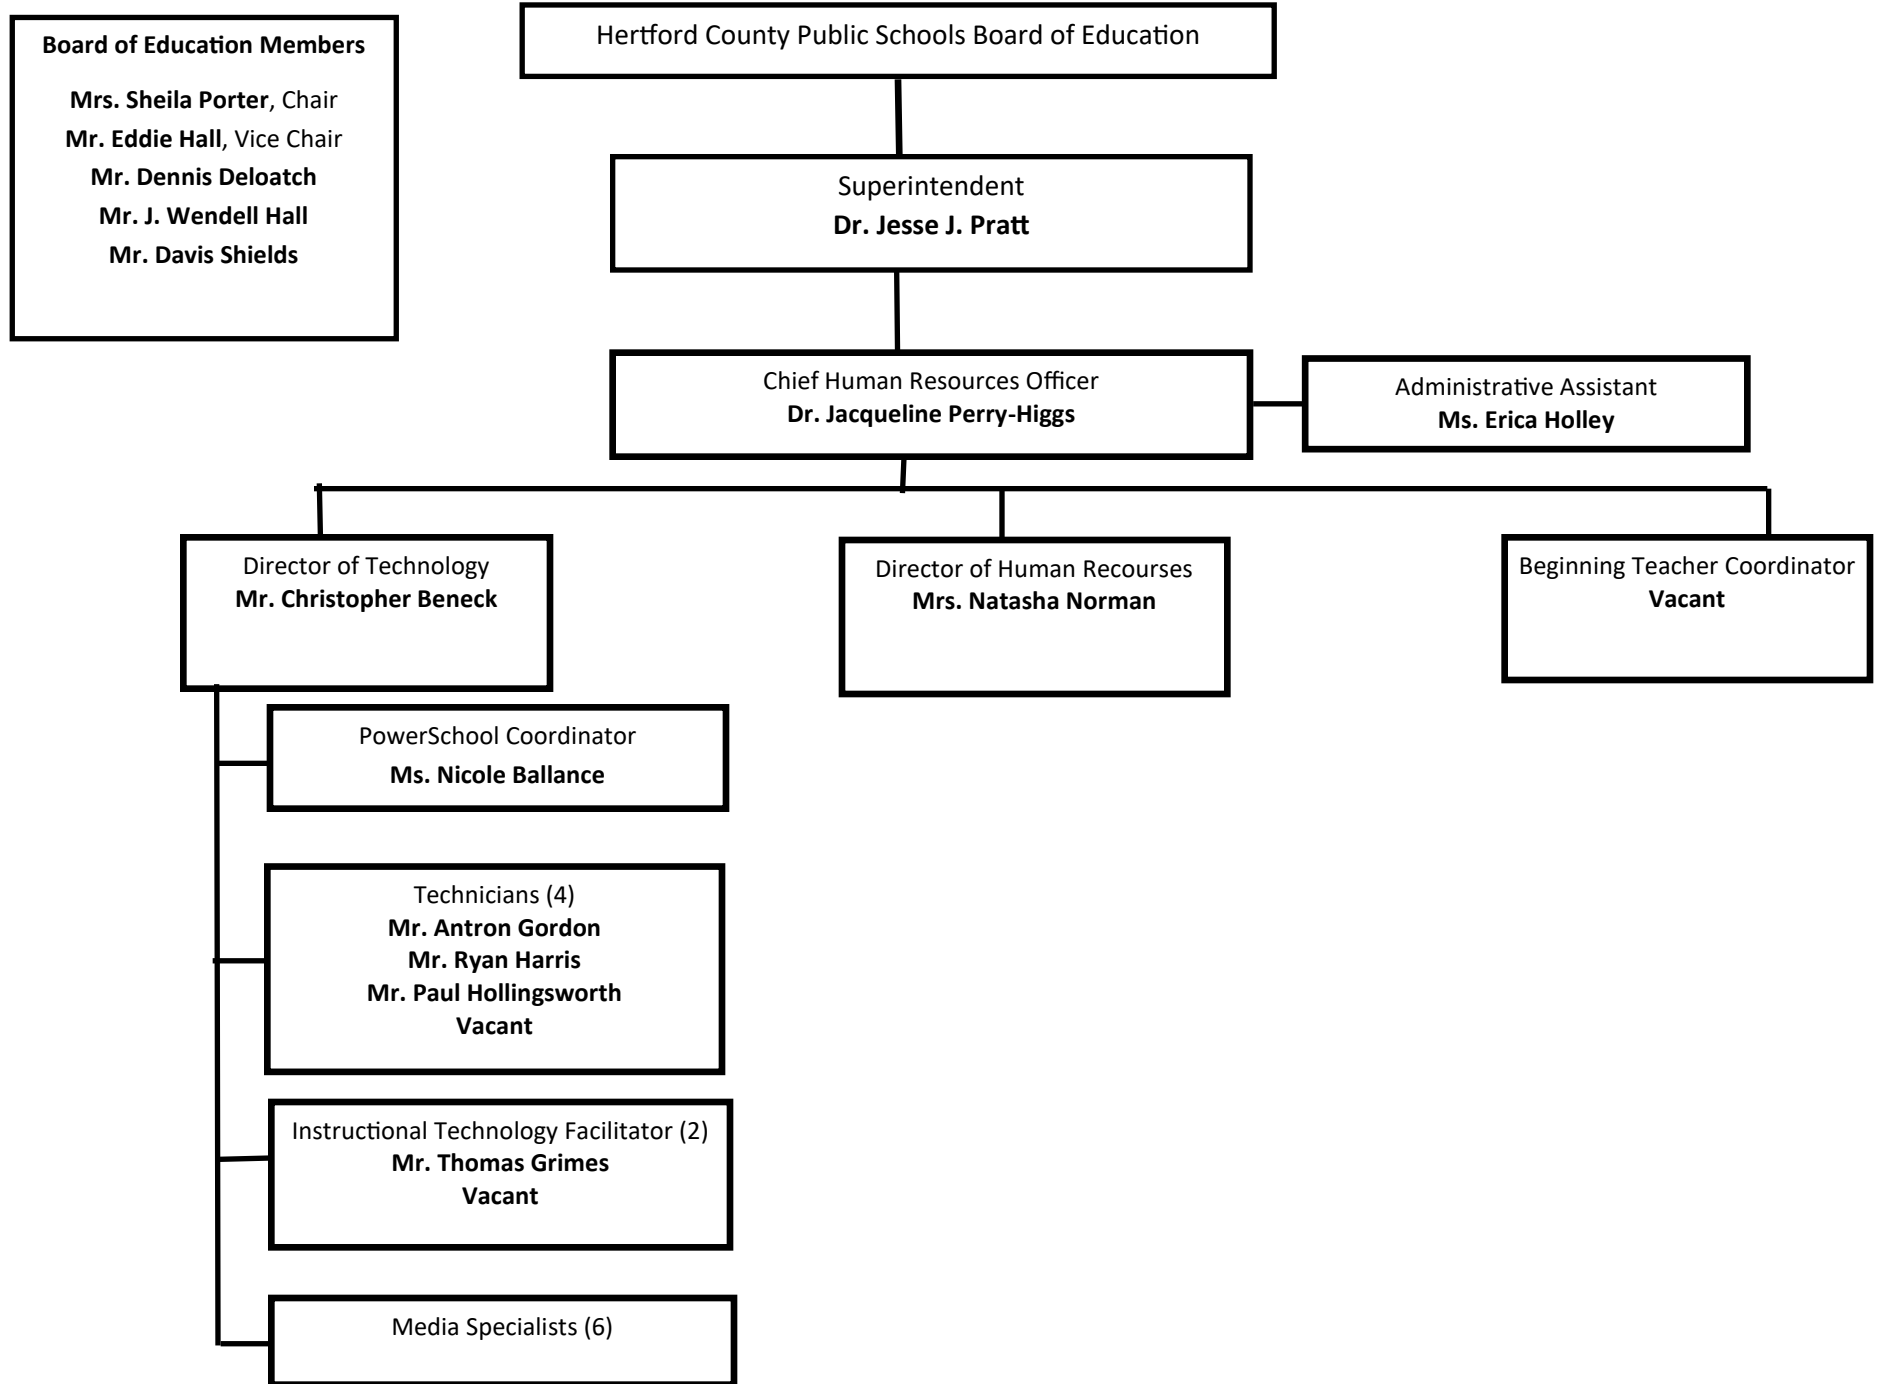 Board of Education Members
Mrs. Sheila Porter, Chair
Mr. Eddie Hall, Vice Chair
Mr. Dennis Deloatch
Mr. J. Wendell Hall
Mr. Davis Shields
Hertford County Public Schools Board of Education
Superintendent
Dr. Jesse J. Pratt
Chief Human Resources Officer
Dr. Jacqueline Perry-Higgs
Administrative Assistant
Ms. Erica Holley
Director of Technology
Mr. Christopher Beneck
Director of Human Recourses
Mrs. Natasha Norman
Beginning Teacher Coordinator
Vacant
PowerSchool Coordinator
Ms. Nicole Ballance
Technicians (4)
Mr. Antron Gordon
Mr. Ryan Harris
Mr. Paul Hollingsworth
Vacant
Instructional Technology Facilitator (2)
Mr. Thomas Grimes
Vacant
Media Specialists (6)